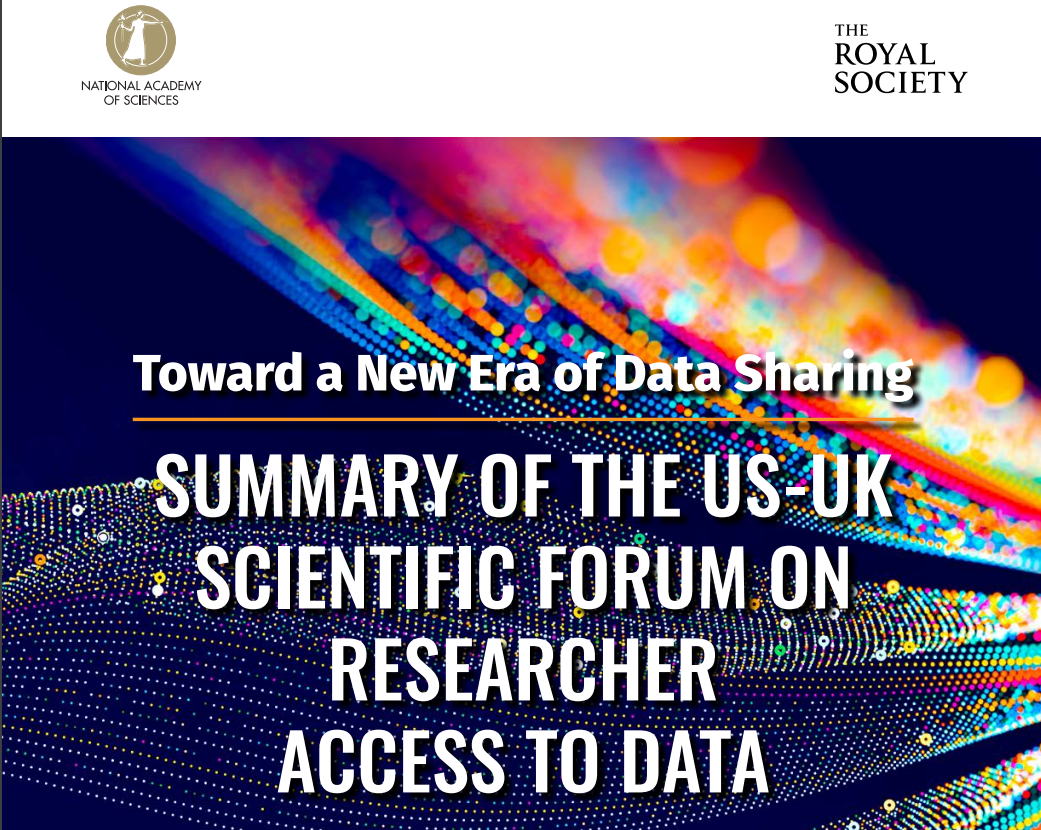 NATIONAL ACADEMY
OF SCIENCES
THE
ROYAL
SOCIETY
Toward a New Era of Data Sharing
SUMMARY OF THE US-UK
SCIENTIFIC FORUM ON
RESEARCHER
ACCESS TO DATA